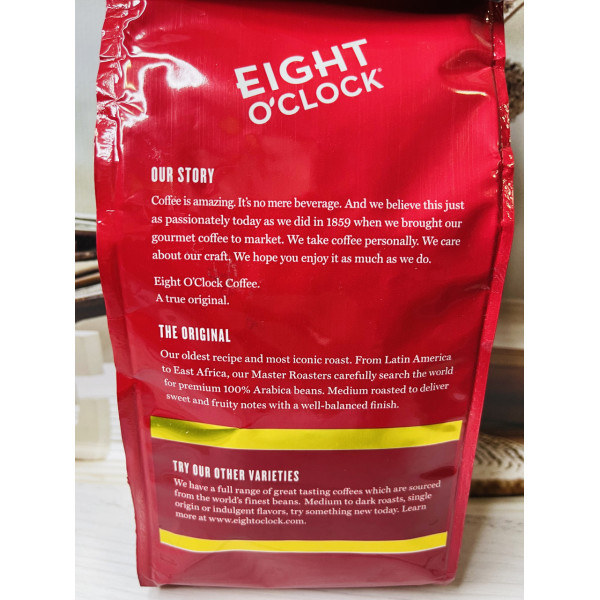 EIGHT
O'CLOCK®
OUR STORY
Coffee is amazing. It's no mere beverage. And we believe this just
as passionately today as we did in 1859 when we brought our
gourmet coffee to market. We take coffee personally. We care
about our craft. We hope you enjoy it as much as we do.
Eight O'Clock Coffee.
A true original.
THE ORIGINAL
Our oldest recipe and most iconic roast. From Latin America
to East Africa, our Master Roasters carefully search the world
for premium 100% Arabica beans. Medium roasted to deliver
sweet and fruity notes with a well-balanced finish.
TRY OUR OTHER VARIETIES
We have a full range of great tasting coffees which are sourced
from the world's finest beans. Medium to dark roasts, single
origin or indulgent flavors, try something new today. Learn
more at www.eightoclock.com.